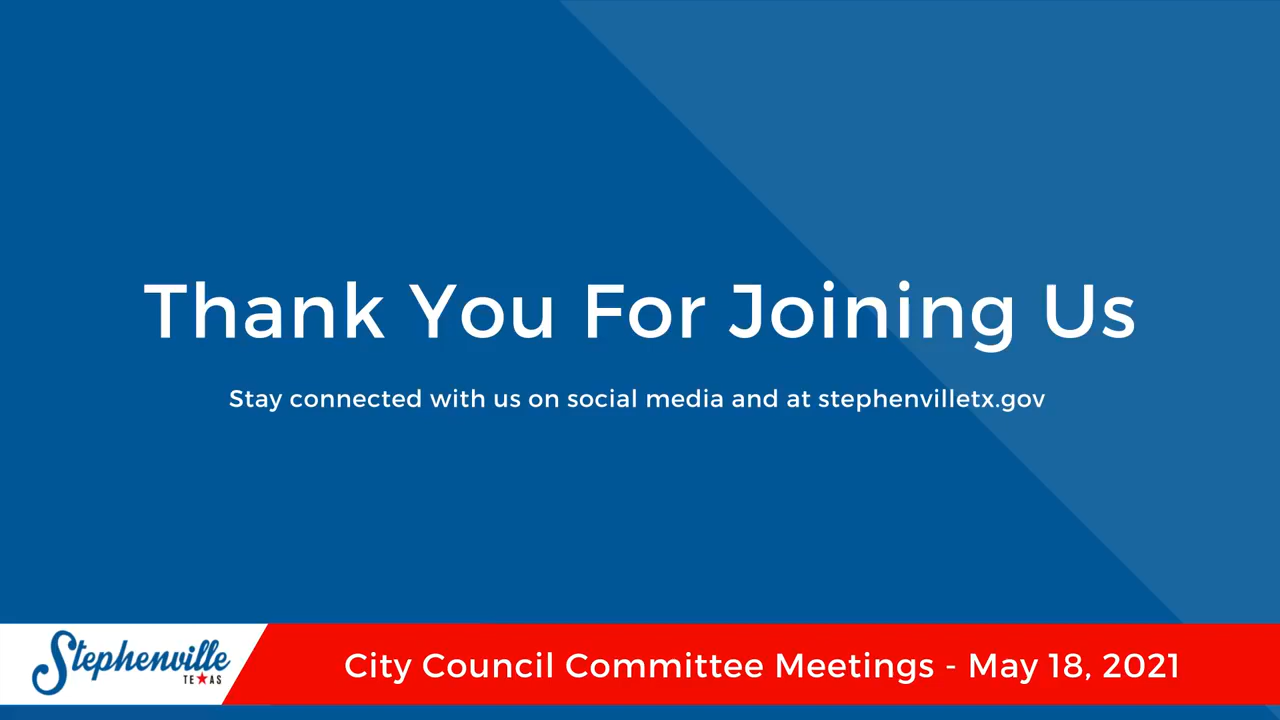 Thank You For Joining Us
Stay connected with us on social media and at stephenvilletx.gov
Stephenville
TEXAS
City Council Committee Meetings - May 18, 2021